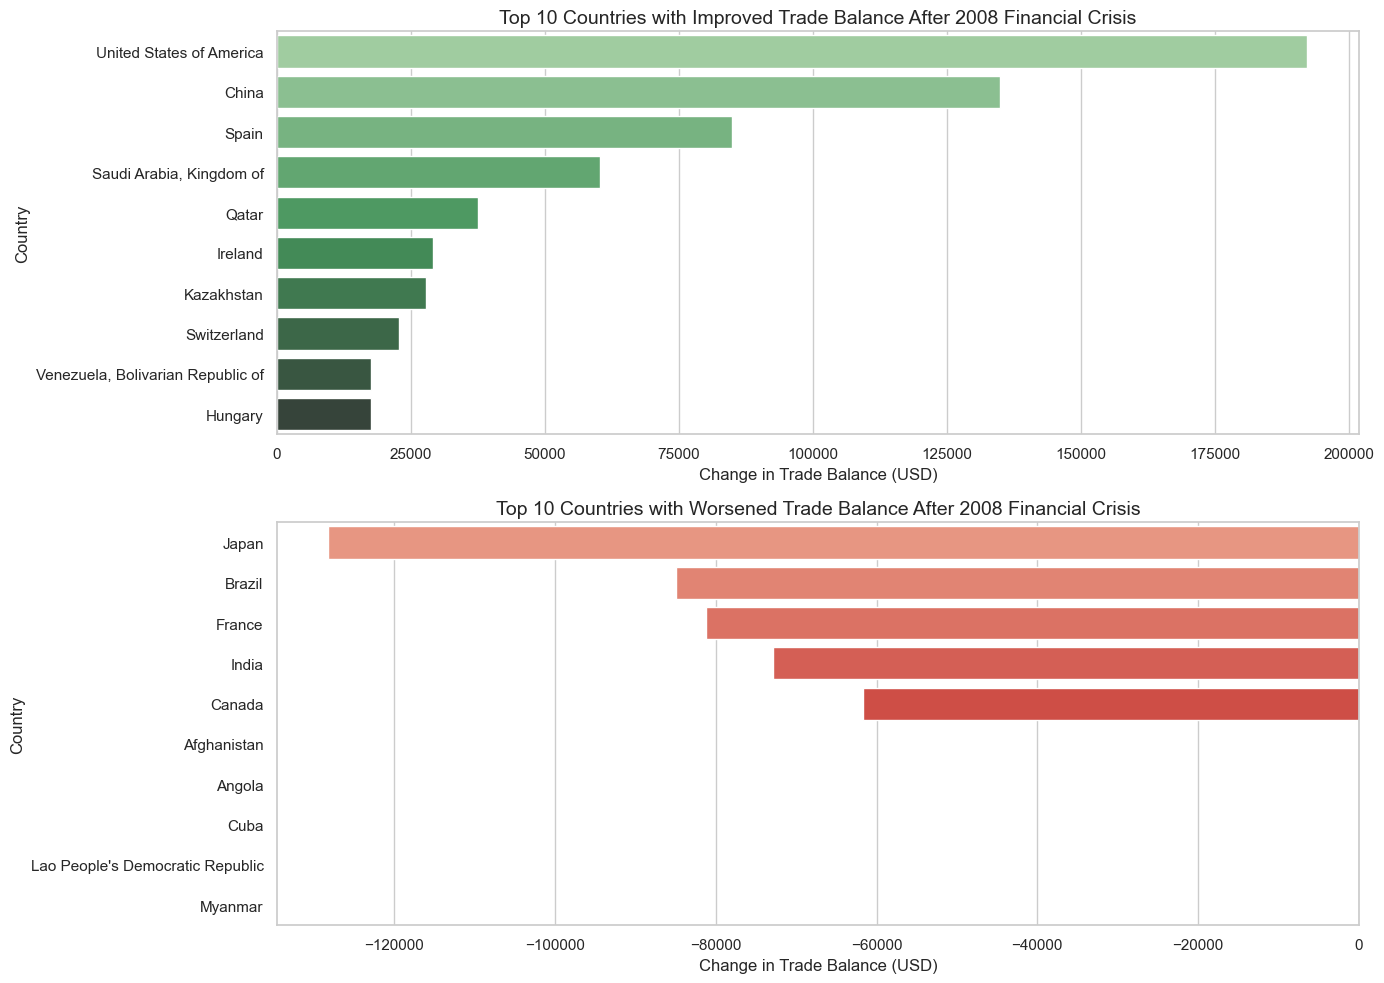 Top 10 Countries with Improved Trade Balance After 2008 Financial Crisis
Country
United States of America
China
Spain
Saudi Arabia, Kingdom of
Qatar
Ireland
Kazakhstan
Switzerland
Venezuela, Bolivarian Republic of
Hungary
0 25000 50000 75000 100000 125000 150000 175000 200000
Change in Trade Balance (USD)
Top 10 Countries with Worsened Trade Balance After 2008 Financial Crisis
Country
Japan
Brazil
France
India
Canada
Afghanistan
Angola
Cuba
Lao People's Democratic Republic
Myanmar
−120000 −100000 −80000 −60000 −40000 −20000 0
Change in Trade Balance (USD)